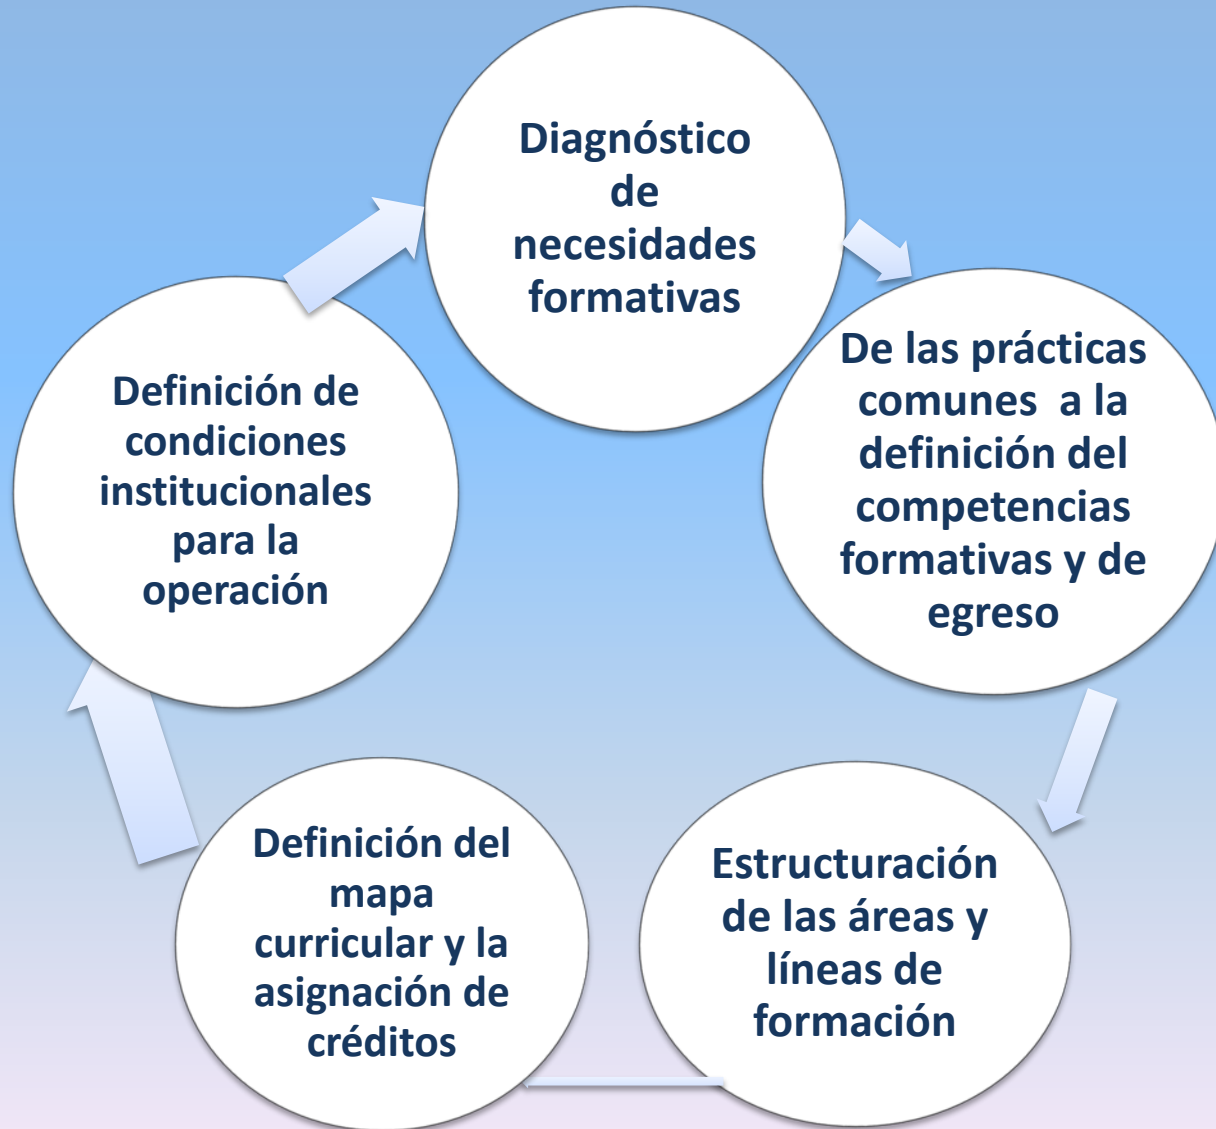 Diagnóstico
de
necesidades
formativas
De las prácticas
comunes  a la
definición del
competencias
formativas y de
egreso
Estructuración
de las áreas y
líneas de
formación
Definición del
mapa
curricular y la
asignación de
créditos
Definición de
condiciones
institucionales
para la
operación